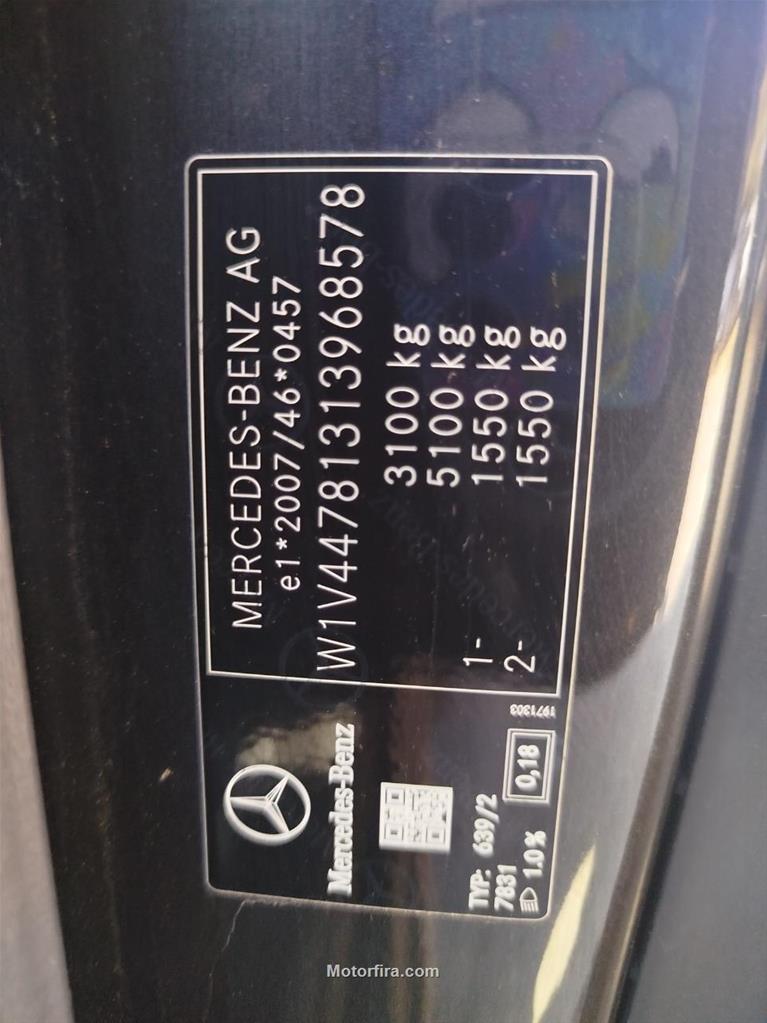 MERCEDES-BENZ AG
e1*2007/46*0457
W1V44781313968578
3100 kg
5100 kg
1- 1550 kg
2- 1550 kg
Mercedes-Benz
TYP: 639/2
7831
1.0% 0,18
1971303
Motorfira.com